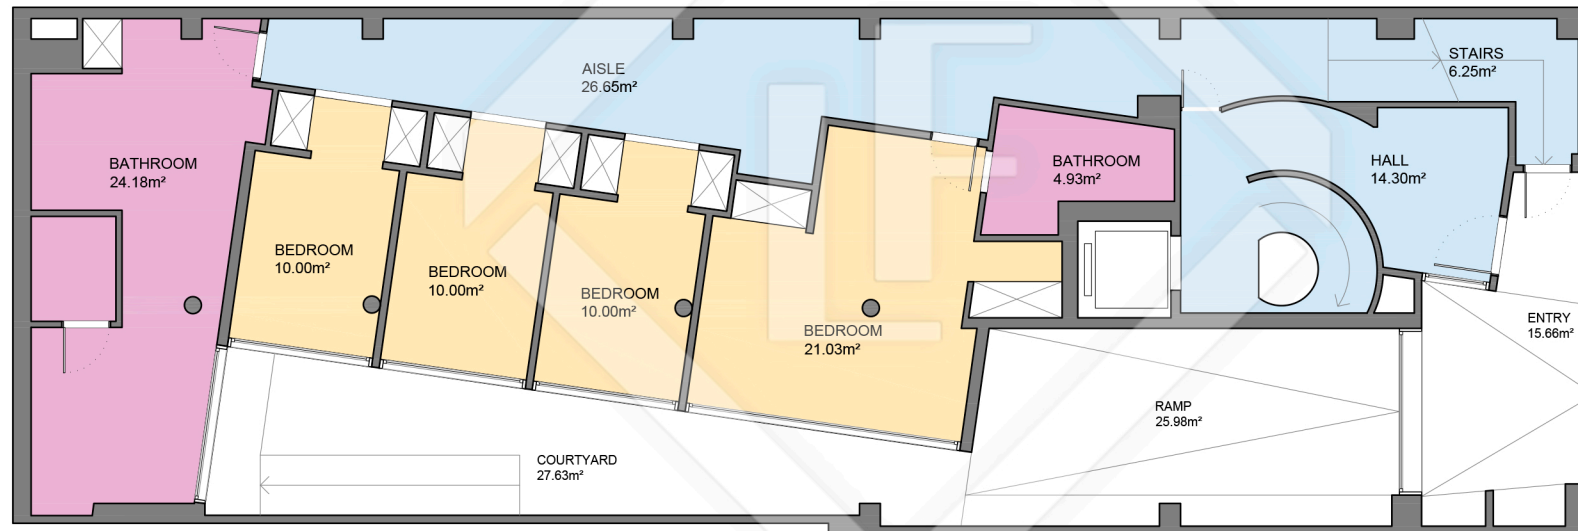 AISLE
26.65m²
STAIRS
6.25m²
BATHROOM
24.18m²
BATHROOM
4.93m²
HALL
14.30m²
BEDROOM
10.00m²
BEDROOM
10.00m²
BEDROOM
10.00m²
BEDROOM
21.03m²
ENTRY
15.66m²
RAMP
25.98m²
COURTYARD
27.63m²